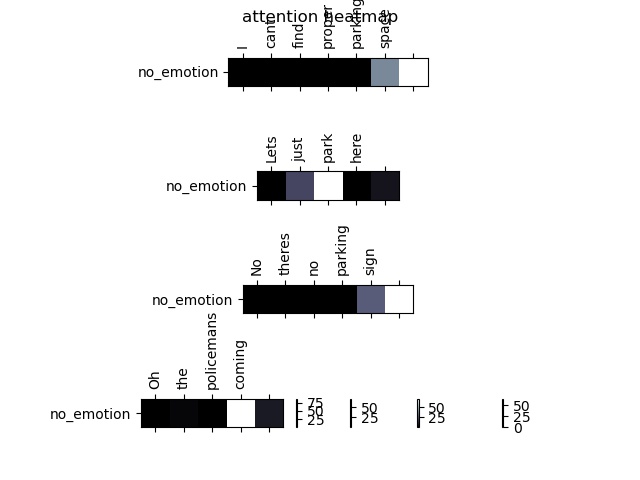 attention heatmap
I cant find proper parking space
no_emotion
Lets just park here
no_emotion
No theres no parking sign
no_emotion
Oh the policemans coming
no_emotion
75 50 25
50 25
50 25
50 25 0